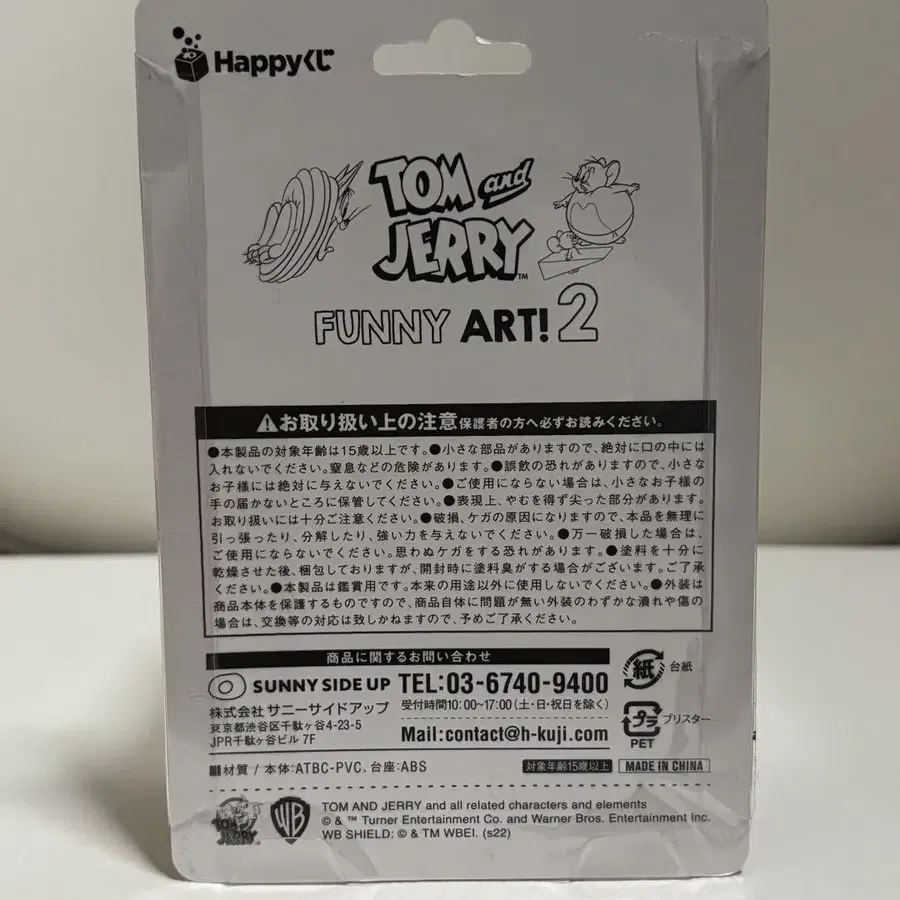 Happyくじ
TOM and
JERRY™
FUNNY ART! 2
⚠お取り扱い上の注意 保護者の方へ必ずお読みください。
●本製品の対象年齢は15歳以上です。●小さな部品がありますので、絶対に口の中には
入れないでください。窒息などの危険があります。●誤飲の恐れがありますので、小さな
お子様には絶対に与えないでください。●ご使用にならない場合は、小さなお子様の
手の届かないところに保管してください。●表現上、やむを得ず尖った部分があります。
お取り扱いには十分ご注意ください。●破損、ケガの原因になりますので、本品を無理に
引っ張ったり、分解したり、強い力を与えないでください。●万一破損した場合は、
ご使用にならないでください。思わぬケガをする恐れがあります。●塗料を十分に
乾燥させた後、梱包しておりますが、開封時に塗料臭がする場合がございます。ご了承
ください。●本製品は鑑賞用です。本来の用途以外に使用しないでください。●外装は
商品本体を保護するものですので、商品自体に問題が無い外装のわずかな潰れや傷の
場合は、交換等の対応は致しかねますので、予めご了承ください。
商品に関するお問い合わせ
SUNNY SIDE UP
株式会社 サニーサイドアップ
東京都渋谷区千駄ヶ谷4-23-5
JPR千駄ヶ谷ビル 7F
TEL:03-6740-9400
受付時間10:00~17:00(土・日・祝日を除く)
Mail:contact@h-kuji.com
紙 台紙
プラ ブリスター
PET
■材質 / 本体:ATBC-PVC、台座:ABS
対象年齢15歳以上
MADE IN CHINA
TOM and
JERRY
WB
TOM AND JERRY and all related characters and elements
© & ™ Turner Entertainment Co. and Warner Bros. Entertainment Inc.
WB SHIELD: © & TM WBEI. (s22)